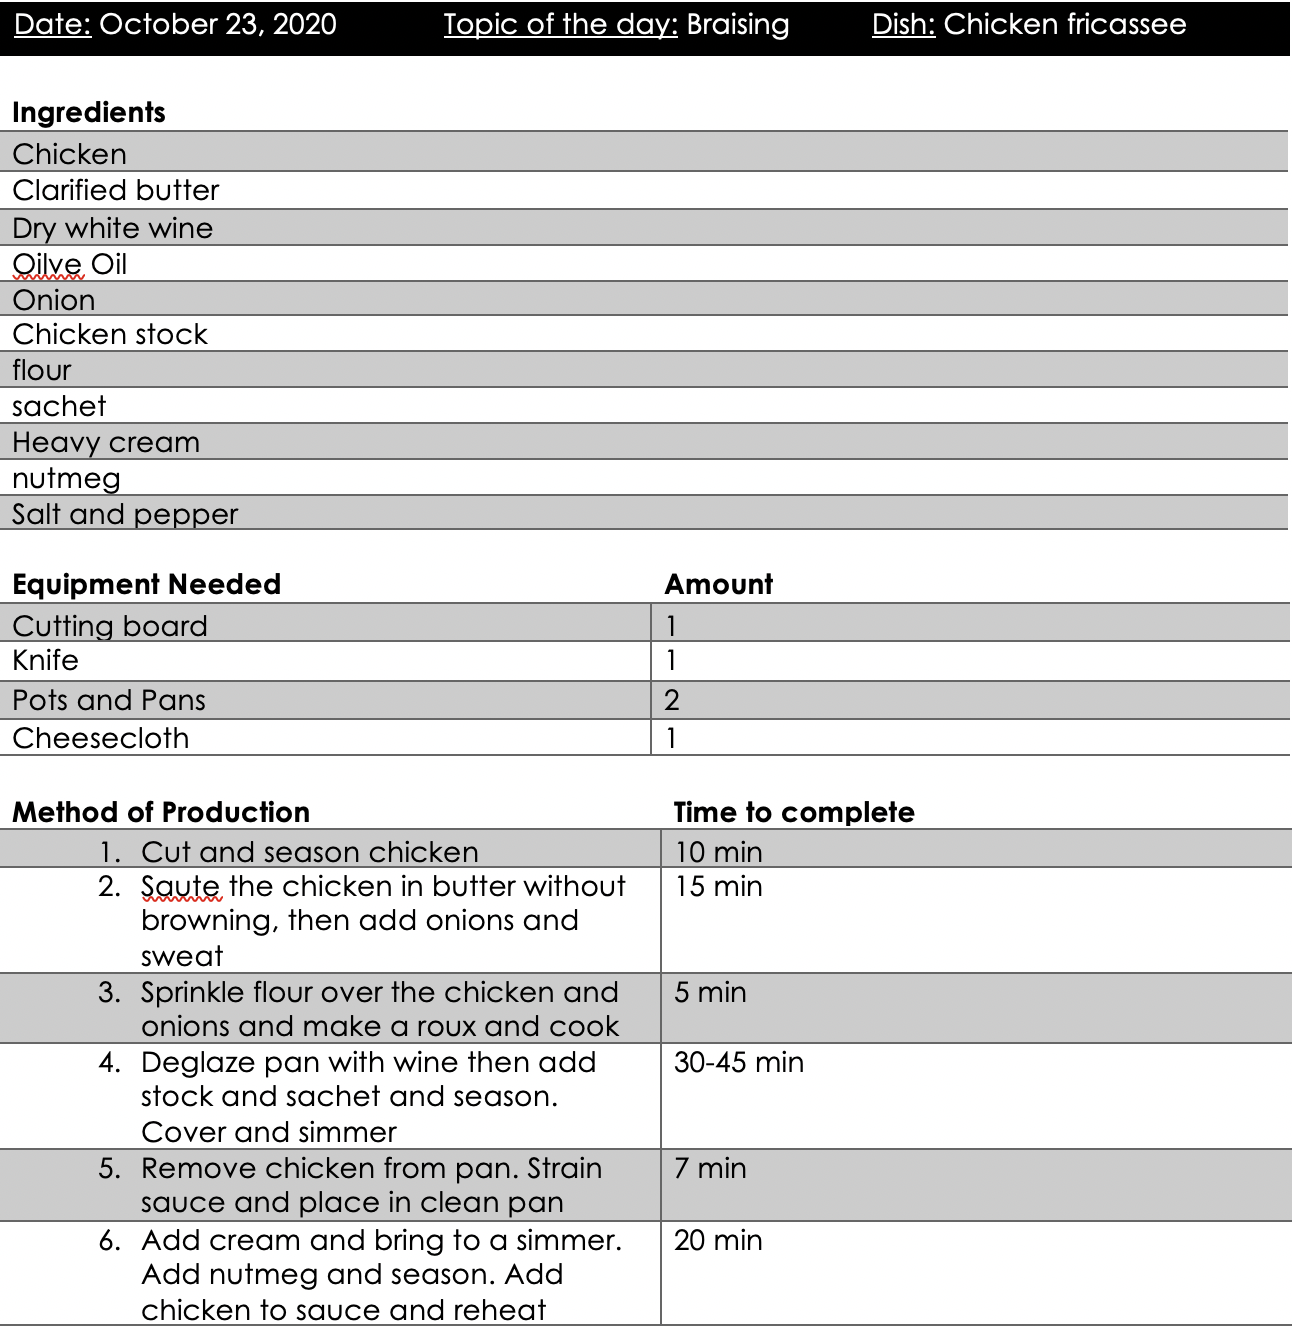 Date: October 23, 2020 Topic of the day: Braising Dish: Chicken fricassee
Ingredients
Chicken
Clarified butter
Dry white wine
Oilve Oil
Onion
Chicken stock
flour
sachet
Heavy cream
nutmeg
Salt and pepper
Equipment Needed Amount
Cutting board 1
Knife 1
Pots and Pans 2
Cheesecloth 1
Method of Production Time to complete
1. Cut and season chicken 10 min
2. Saute the chicken in butter without 15 min
browning, then add onions and
sweat
3. Sprinkle flour over the chicken and 5 min
onions and make a roux and cook
4. Deglaze pan with wine then add 30-45 min
stock and sachet and season.
Cover and simmer
5. Remove chicken from pan. Strain 7 min
sauce and place in clean pan
6. Add cream and bring to a simmer. 20 min
Add nutmeg and season. Add
chicken to sauce and reheat